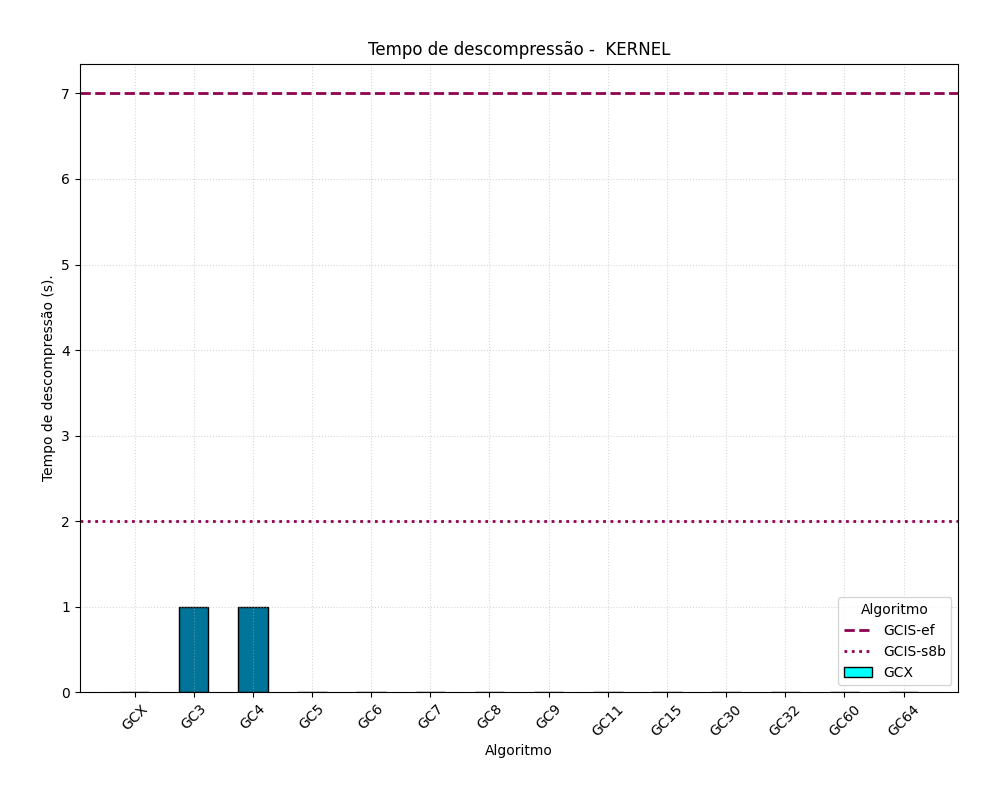 Tempo de descompressão -  KERNEL
Tempo de descompressão (s).
7
6
5
4
3
2
1
0
Algoritmo
GCIS-ef
GCIS-s8b
GCX
GCX GC3 GC4 GC5 GC6 GC7 GC8 GC9 GC11 GC15 GC30 GC32 GC60 GC64
Algoritmo